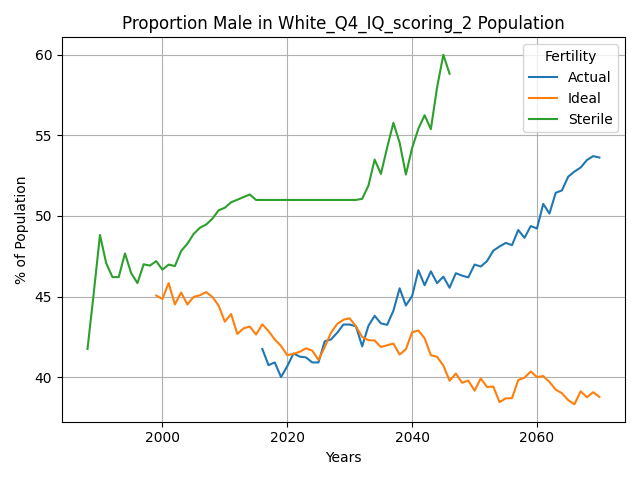 Proportion Male in White_Q4_IQ_scoring_2 Population
Fertility
Actual
Ideal
Sterile
% of Population
60
55
50
45
40
2000
2020
2040
2060
Years